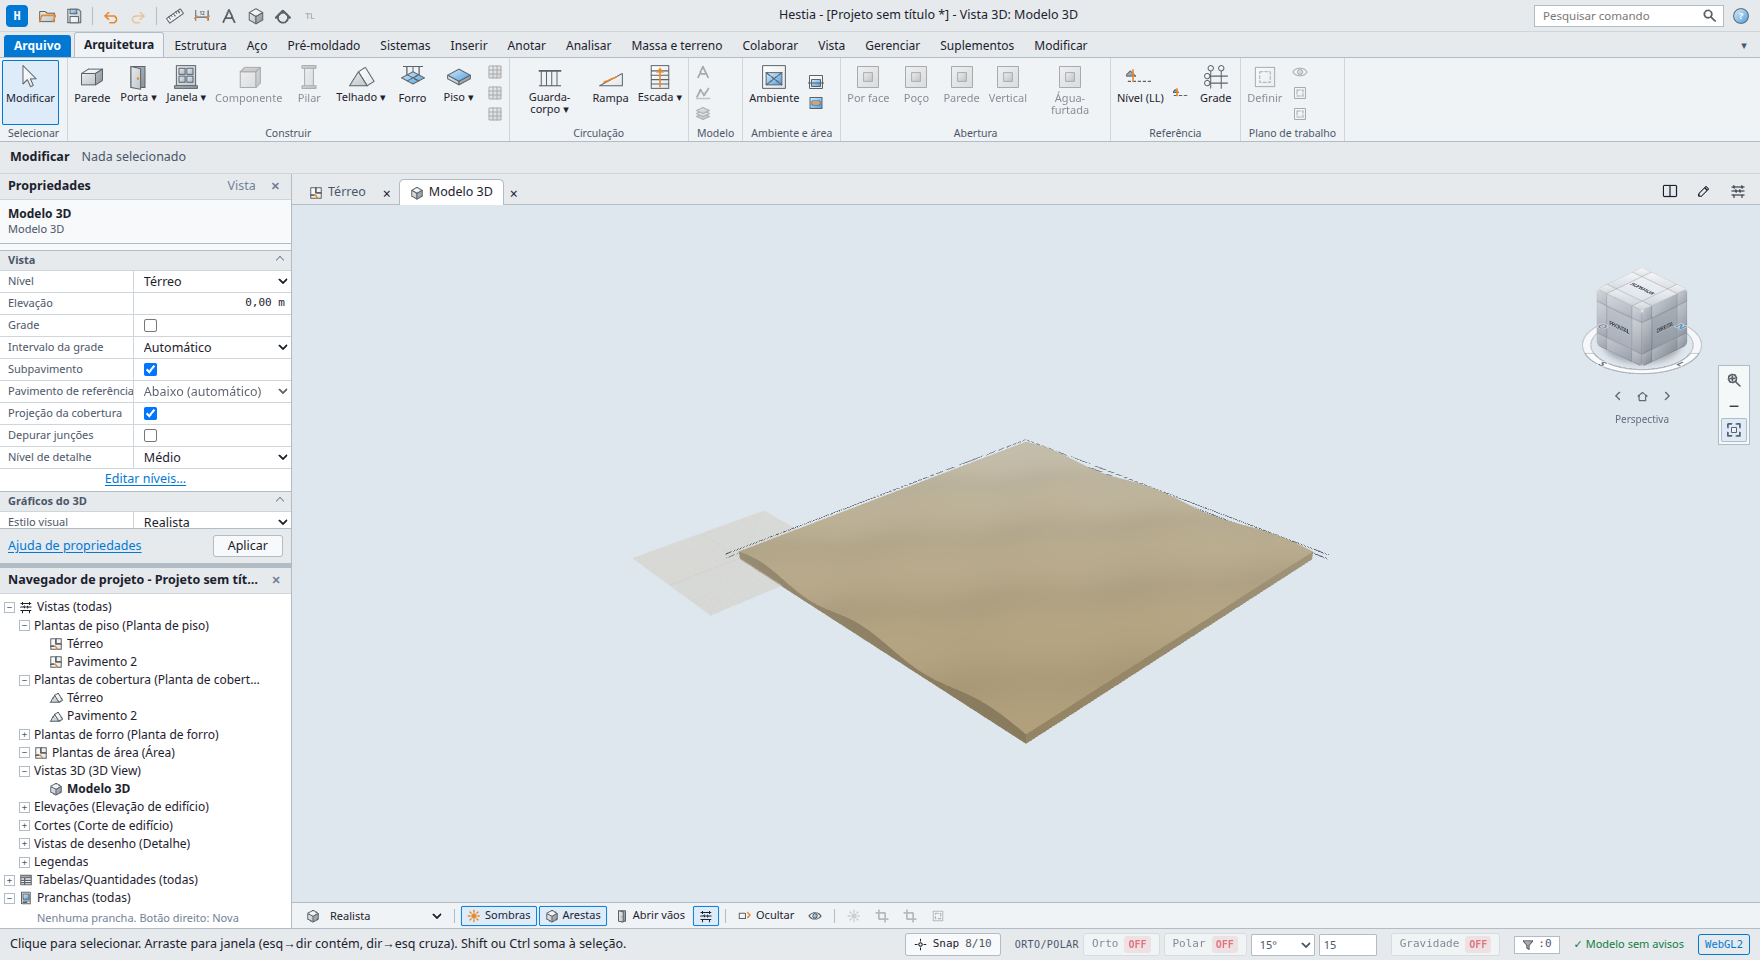 H
TL
Hestia - [Projeto sem título *] - Vista 3D: Modelo 3D
Pesquisar comando
?
Arquivo Arquitetura Estrutura Aço Pré-moldado Sistemas Inserir Anotar Analisar Massa e terreno Colaborar Vista Gerenciar Suplementos Modificar
Modificar Parede Porta Janela Componente Pilar Telhado Forro Piso Guarda-corpo Rampa Escada Ambiente Por face Poço Parede Vertical Água-furtada Nível (LL) Grade Definir
Selecionar Construir Circulação Modelo Ambiente e área Abertura Referência Plano de trabalho
Modificar Nada selecionado
Propriedades Vista ×
Modelo 3D
Modelo 3D
Vista
Nível Térreo
Elevação 0,00 m
Grade
Intervalo da grade Automático
Subpavimento
Pavimento de referência Abaixo (automático)
Projeção da cobertura
Depurar junções
Nível de detalhe Médio
Editar níveis...
Gráficos do 3D
Estilo visual Realista
Ajuda de propriedades Aplicar
Navegador de projeto - Projeto sem tít... ×
Vistas (todas)
Plantas de piso (Planta de piso)
Térreo
Pavimento 2
Plantas de cobertura (Planta de cobert...
Térreo
Pavimento 2
Plantas de forro (Planta de forro)
Plantas de área (Área)
Vistas 3D (3D View)
Modelo 3D
Elevações (Elevação de edifício)
Cortes (Corte de edifício)
Vistas de desenho (Detalhe)
Legendas
Tabelas/Quantidades (todas)
Pranchas (todas)
Nenhuma prancha. Botão direito: Nova
Térreo × Modelo 3D ×
SUPERIOR
FRONTAL DIREITA
Perspectiva
Realista Sombras Arestas Abrir vãos Ocultar
Clique para selecionar. Arraste para janela (esq→dir contém, dir→esq cruza). Shift ou Ctrl soma à seleção.
Snap 8/10 ORTO/POLAR Orto OFF Polar OFF 15° 15 Gravidade OFF :0 ✓ Modelo sem avisos WebGL2